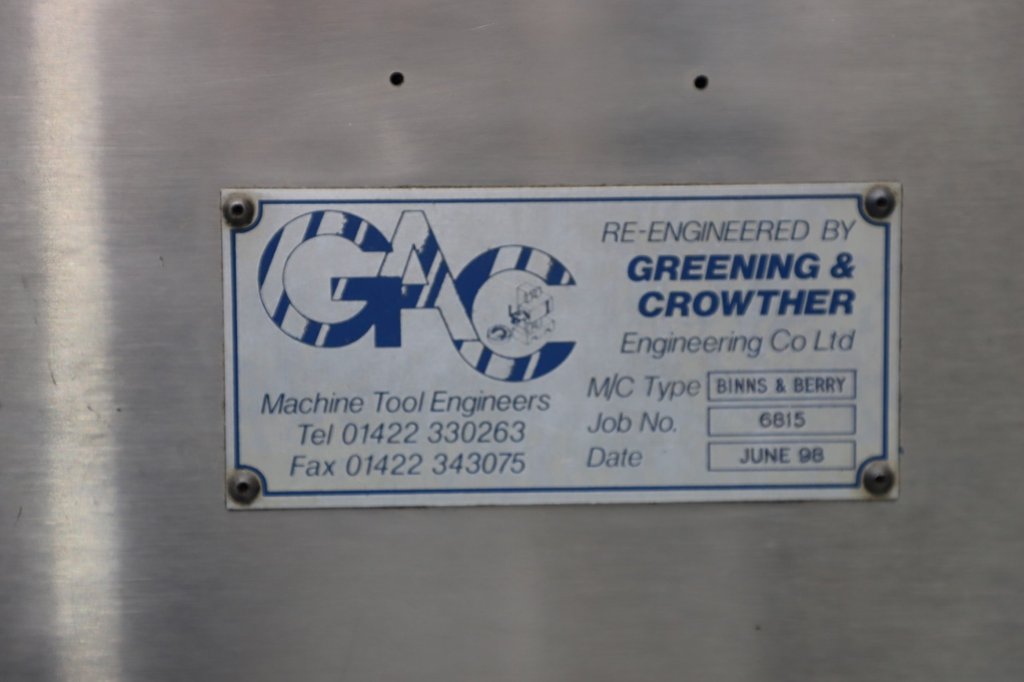 GAC
Machine Tool Engineers
Tel 01422 330263
Fax 01422 343075
RE-ENGINEERED BY
GREENING &
CROWTHER
Engineering Co Ltd
M/C Type BINNS & BERRY
Job No. 6815
Date JUNE 98